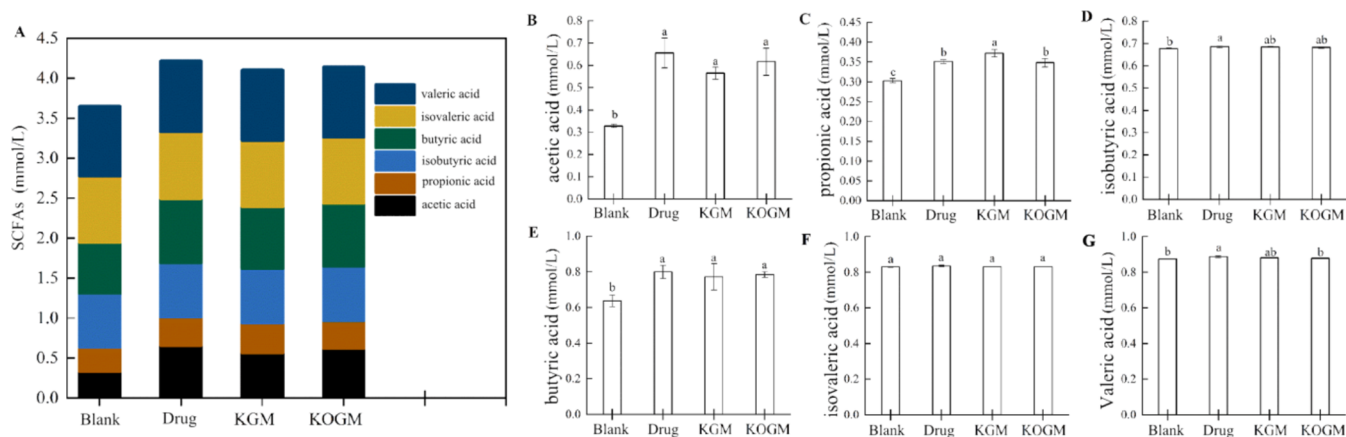 A
SCFAs (mmol/L)
4.5
4.0
3.5
3.0
2.5
2.0
1.5
1.0
0.5
0.0
Blank Drug KGM KOGM
valeric acid
isovaleric acid
butyric acid
isobutyric acid
propionic acid
acetic acid
B
acetic acid (mmol/L)
0.8
0.7
0.6
0.5
0.4
0.3
0.2
0.1
0.0
b a a a
Blank Drug KGM KOGM
C
propionic acid (mmol/L)
0.45
0.40
0.35
0.30
0.25
0.20
0.15
0.10
0.05
0.00
c b a b
Blank Drug KGM KOGM
D
isobutyric acid (mmol/L)
0.8
0.7
0.6
0.5
0.4
0.3
0.2
0.1
0.0
b a ab ab
Blank Drug KGM KOGM
E
butyric acid (mmol/L)
1.0
0.8
0.6
0.4
0.2
0.0
b a a a
Blank Drug KGM KOGM
F
isovaleric acid (mmol/L)
1.0
0.8
0.6
0.4
0.2
0.0
a a a a
Blank Drug KGM KOGM
G
Valeric acid (mmol/L)
1.0
0.8
0.6
0.4
0.2
0.0
b a ab b
Blank Drug KGM KOGM